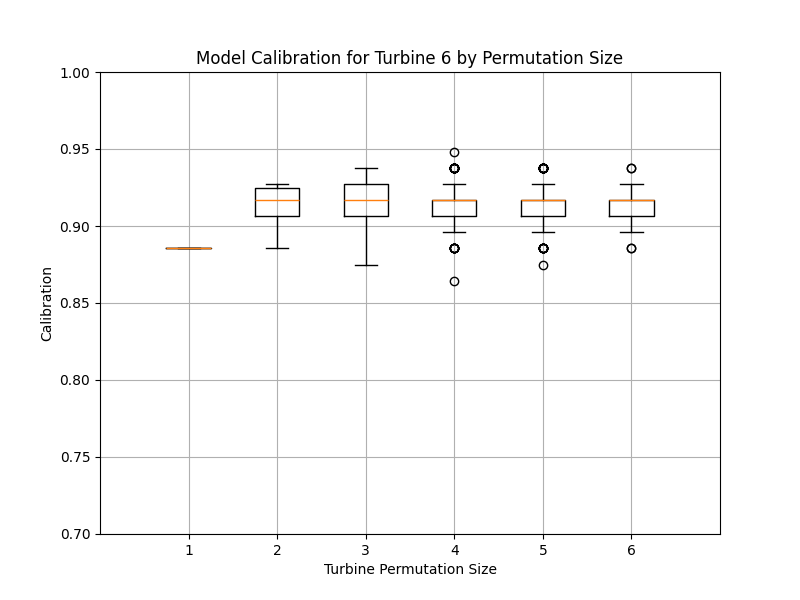 Model Calibration for Turbine 6 by Permutation Size
1.00
0.95
0.90
0.85
0.80
0.75
0.70
Calibration
1 2 3 4 5 6
Turbine Permutation Size